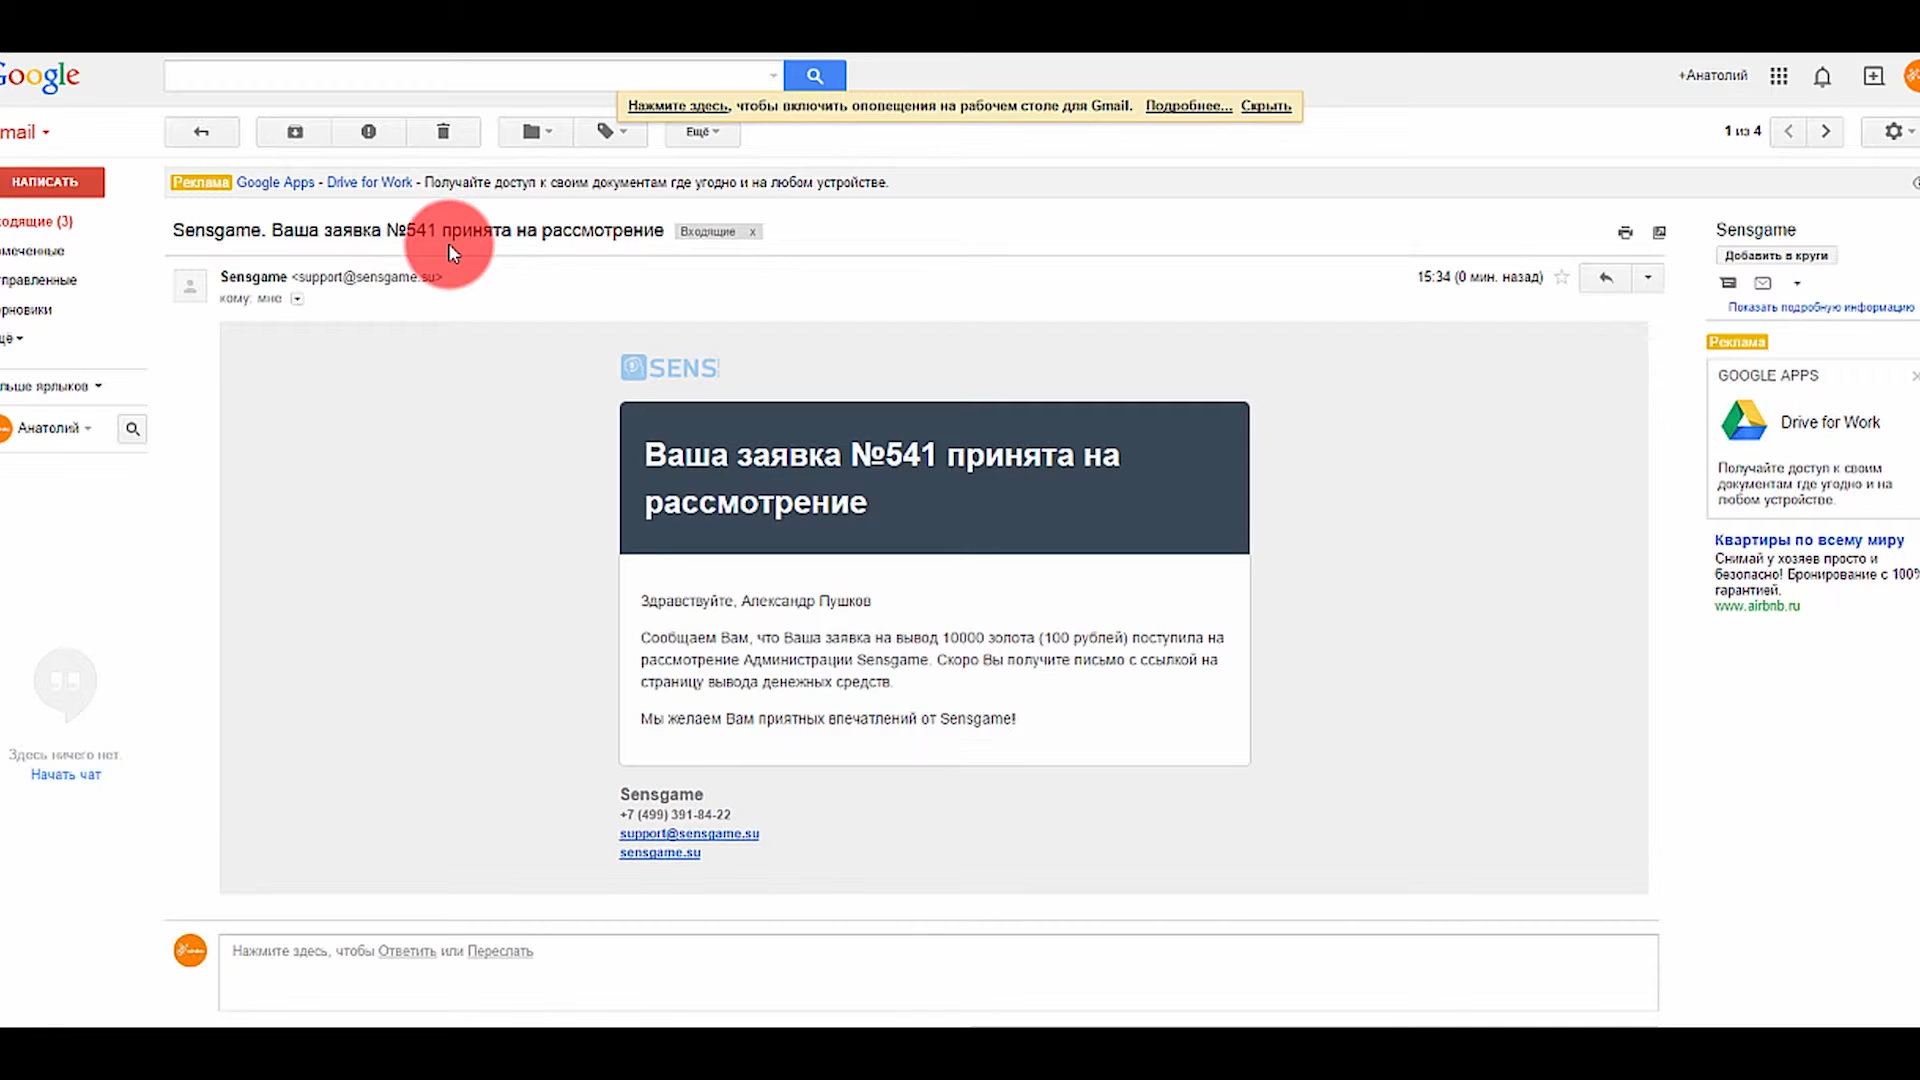 Google
+Анатолий
Нажмите здесь, чтобы включить оповещения на рабочем столе для Gmail. Подробнее... Скрыть
mail
Ещё
1 из 4
НАПИСАТЬ
Реклама Google Apps - Drive for Work - Получайте доступ к своим документам где угодно и на любом устройстве.
ходящие (3)
Sensgame. Ваша заявка №541 принята на рассмотрение Входящие x
Sensgame
меченные
Добавить в круги
правленные
Sensgame <support@sensgame.su>
15:34 (0 мин. назад)
кому: мне
рновики
Показать подробную информацию
щё
Реклама
SENS
GOOGLE APPS
льше ярлыков
Drive for Work
Анатолий
Ваша заявка №541 принята на
рассмотрение
Получайте доступ к своим
документам где угодно и на
любом устройстве.
Квартиры по всему миру
Снимай у хозяев просто и
безопасно! Бронирование с 100%
гарантией.
www.airbnb.ru
Здравствуйте, Александр Пушков
Сообщаем Вам, что Ваша заявка на вывод 10000 золота (100 рублей) поступила на
рассмотрение Администрации Sensgame. Скоро Вы получите письмо с ссылкой на
страницу вывода денежных средств.
Мы желаем Вам приятных впечатлений от Sensgame!
Здесь ничего нет.
Начать чат
Sensgame
+7 (499) 391-84-22
support@sensgame.su
sensgame.su
Нажмите здесь, чтобы Ответить или Переслать